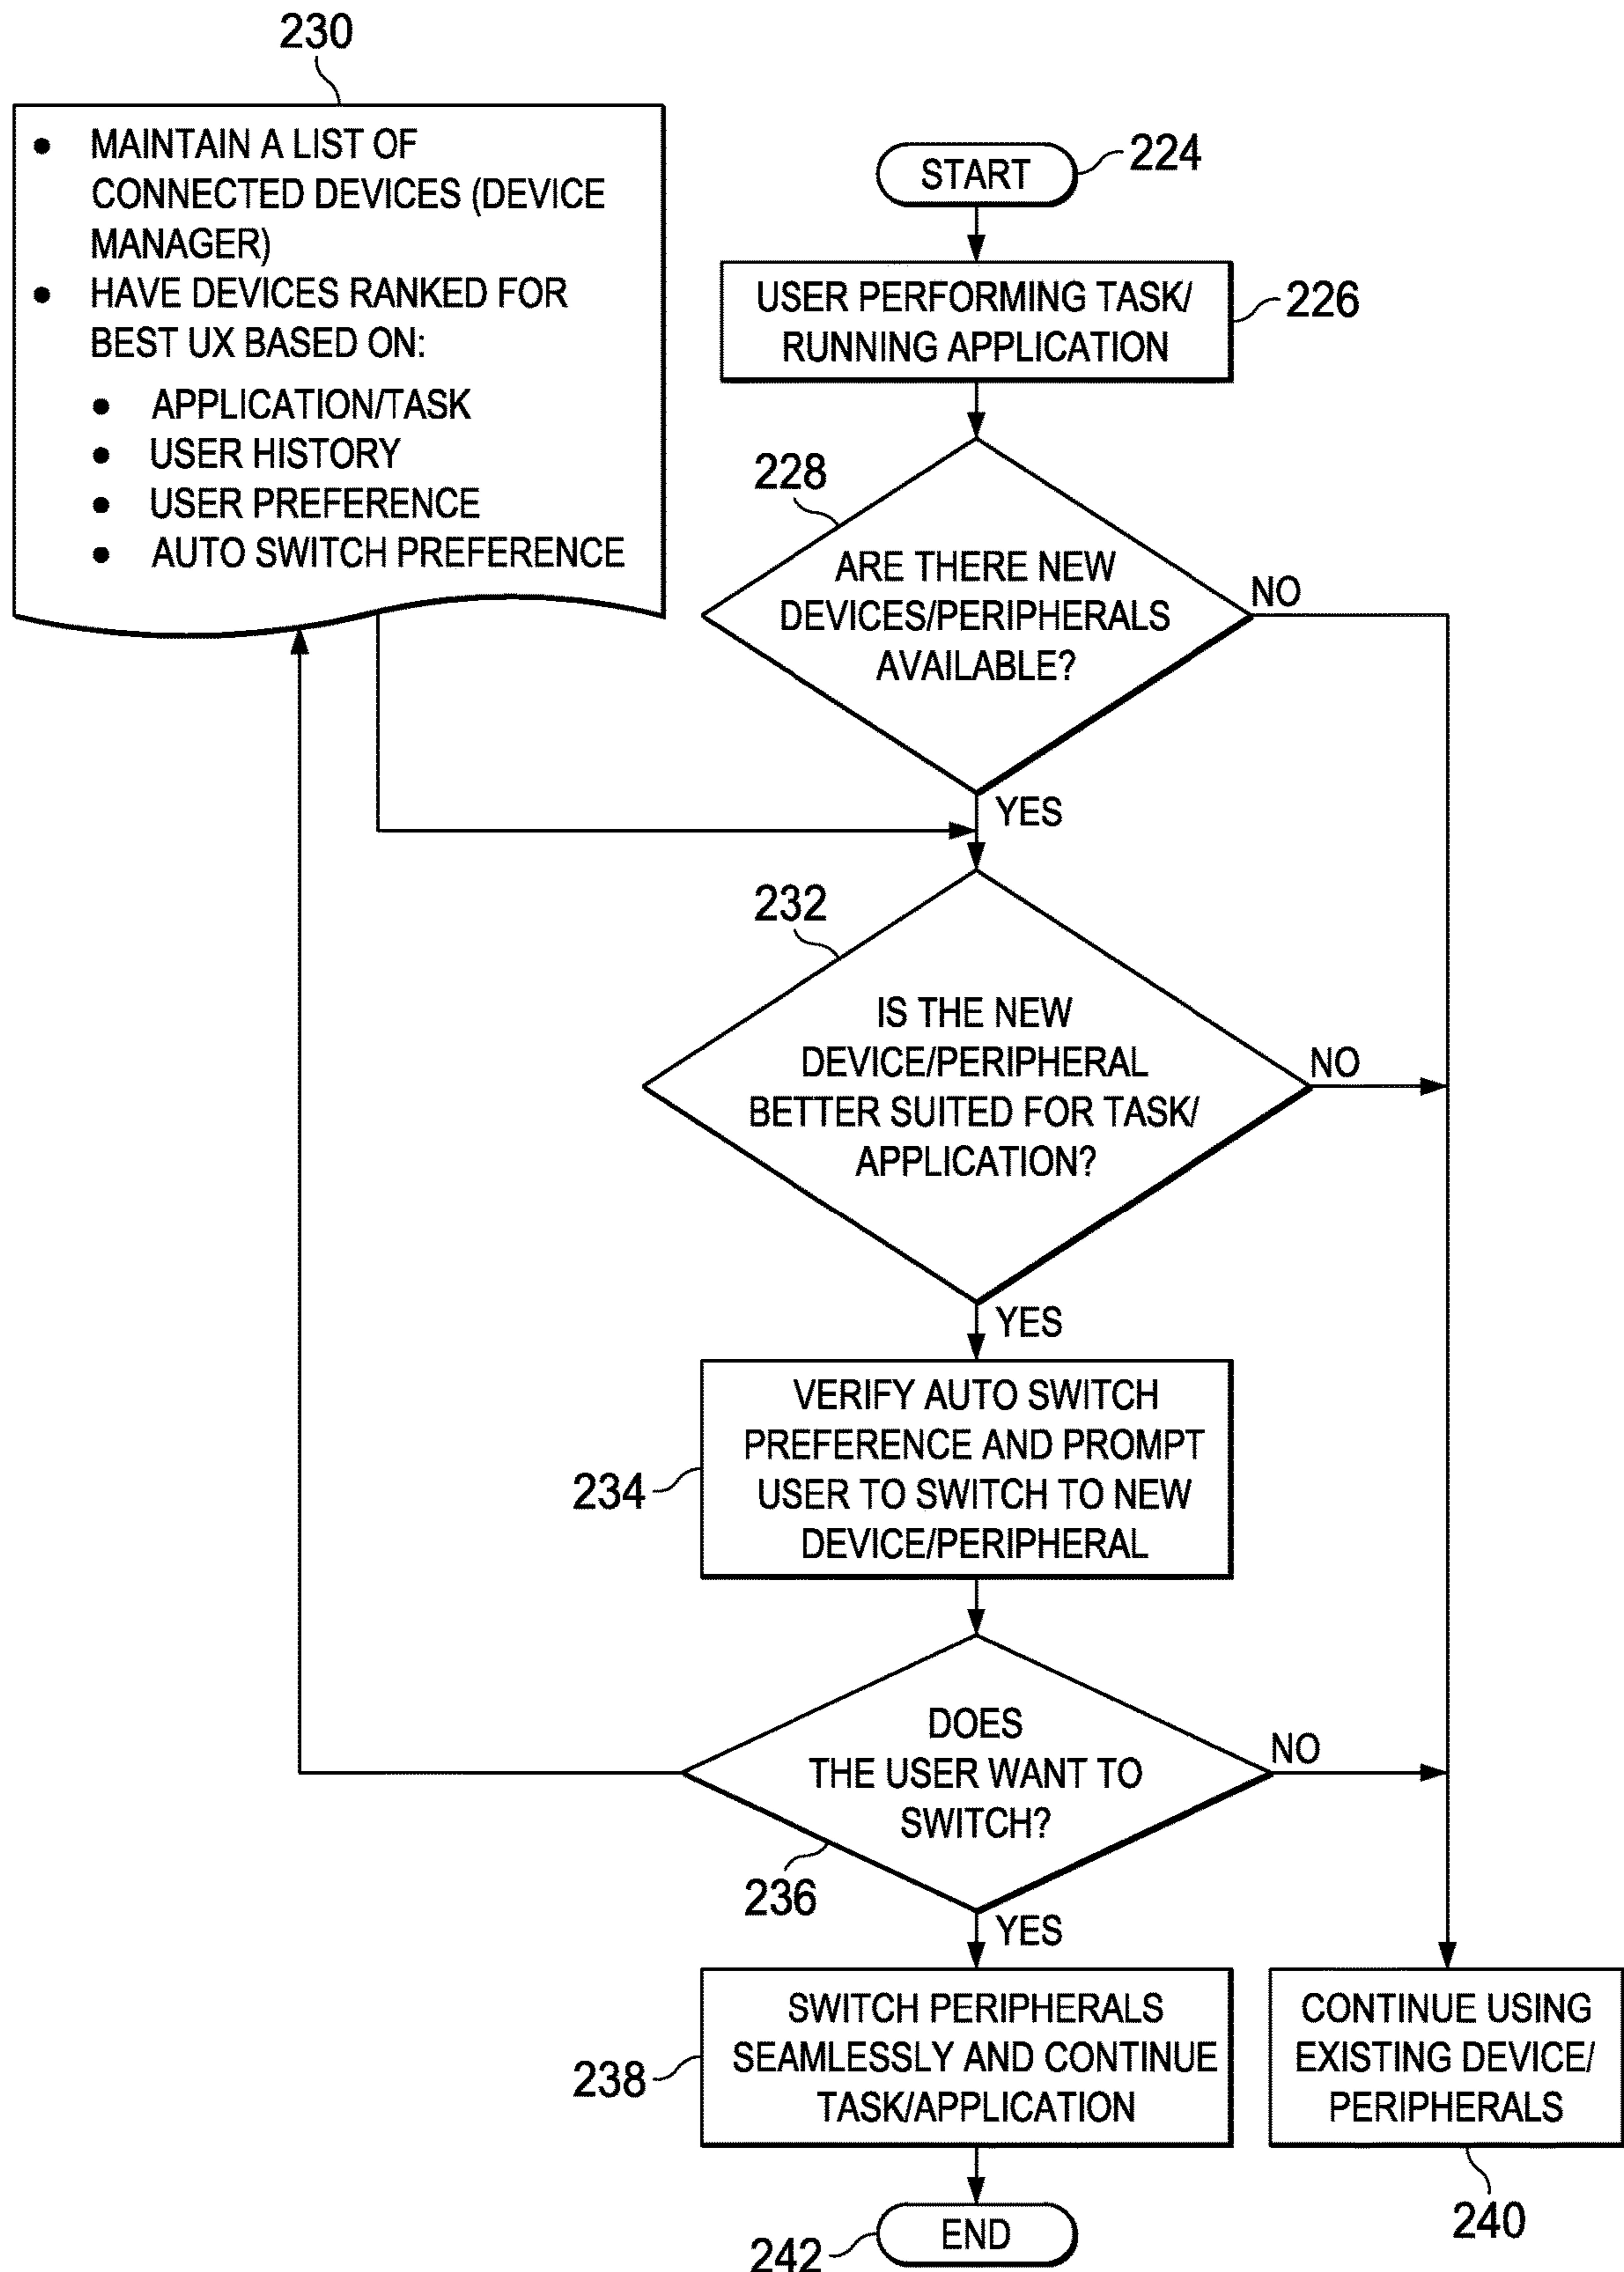 230
• MAINTAIN A LIST OF
CONNECTED DEVICES (DEVICE
MANAGER)
• HAVE DEVICES RANKED FOR
BEST UX BASED ON:
• APPLICATION/TASK
• USER HISTORY
• USER PREFERENCE
• AUTO SWITCH PREFERENCE
START
224
USER PERFORMING TASK/
RUNNING APPLICATION
226
228
ARE THERE NEW
DEVICES/PERIPHERALS
AVAILABLE?
NO
YES
232
IS THE NEW
DEVICE/PERIPHERAL
BETTER SUITED FOR TASK/
APPLICATION?
NO
YES
VERIFY AUTO SWITCH
PREFERENCE AND PROMPT
USER TO SWITCH TO NEW
DEVICE/PERIPHERAL
234
DOES
THE USER WANT TO
SWITCH?
NO
236
YES
SWITCH PERIPHERALS
SEAMLESSLY AND CONTINUE
TASK/APPLICATION
238
CONTINUE USING
EXISTING DEVICE/
PERIPHERALS
240
END
242